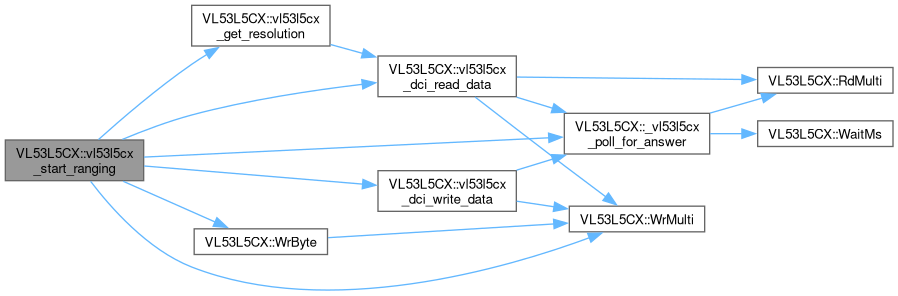 VL53L5CX::vl53l5cx
_start_ranging
VL53L5CX::vl53l5cx
_get_resolution
VL53L5CX::vl53l5cx
_dci_read_data
VL53L5CX::_vl53l5cx
_poll_for_answer
VL53L5CX::RdMulti
VL53L5CX::WaitMs
VL53L5CX::vl53l5cx
_dci_write_data
VL53L5CX::WrMulti
VL53L5CX::WrByte